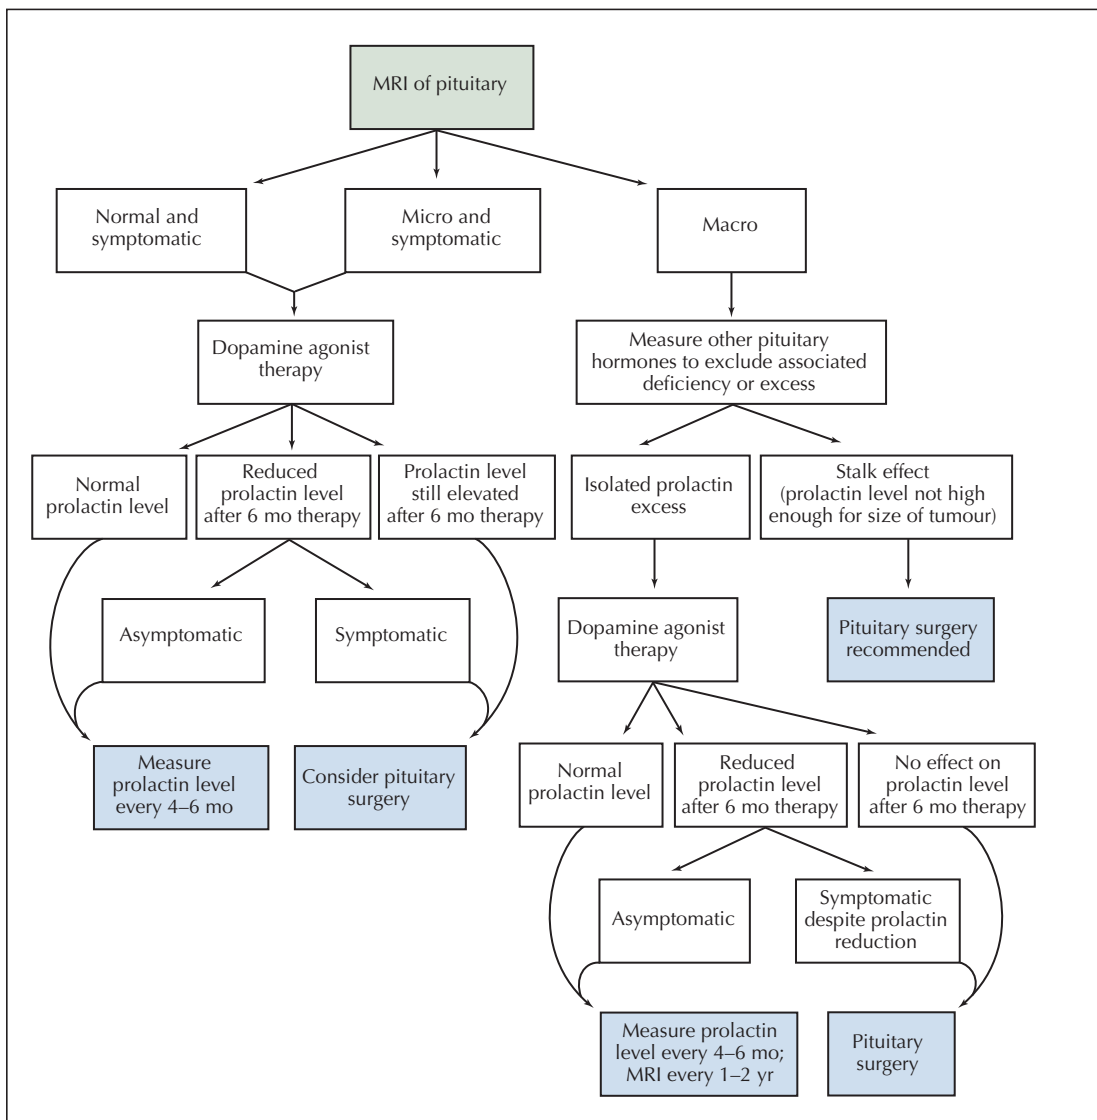 MRI of pituitary
Normal and
symptomatic
Micro and
symptomatic
Macro
Dopamine agonist
therapy
Measure other pituitary
hormones to exclude associated
deficiency or excess
Normal
prolactin level
Reduced
prolactin level
after 6 mo therapy
Prolactin level
still elevated
after 6 mo therapy
Isolated prolactin
excess
Stalk effect
(prolactin level not high
enough for size of tumour)
Asymptomatic
Symptomatic
Dopamine agonist
therapy
Pituitary surgery
recommended
Measure
prolactin level
every 4–6 mo
Consider pituitary
surgery
Normal
prolactin level
Reduced
prolactin level
after 6 mo therapy
No effect on
prolactin level
after 6 mo therapy
Asymptomatic
Symptomatic
despite prolactin
reduction
Measure prolactin
level every 4–6 mo;
MRI every 1–2 yr
Pituitary
surgery